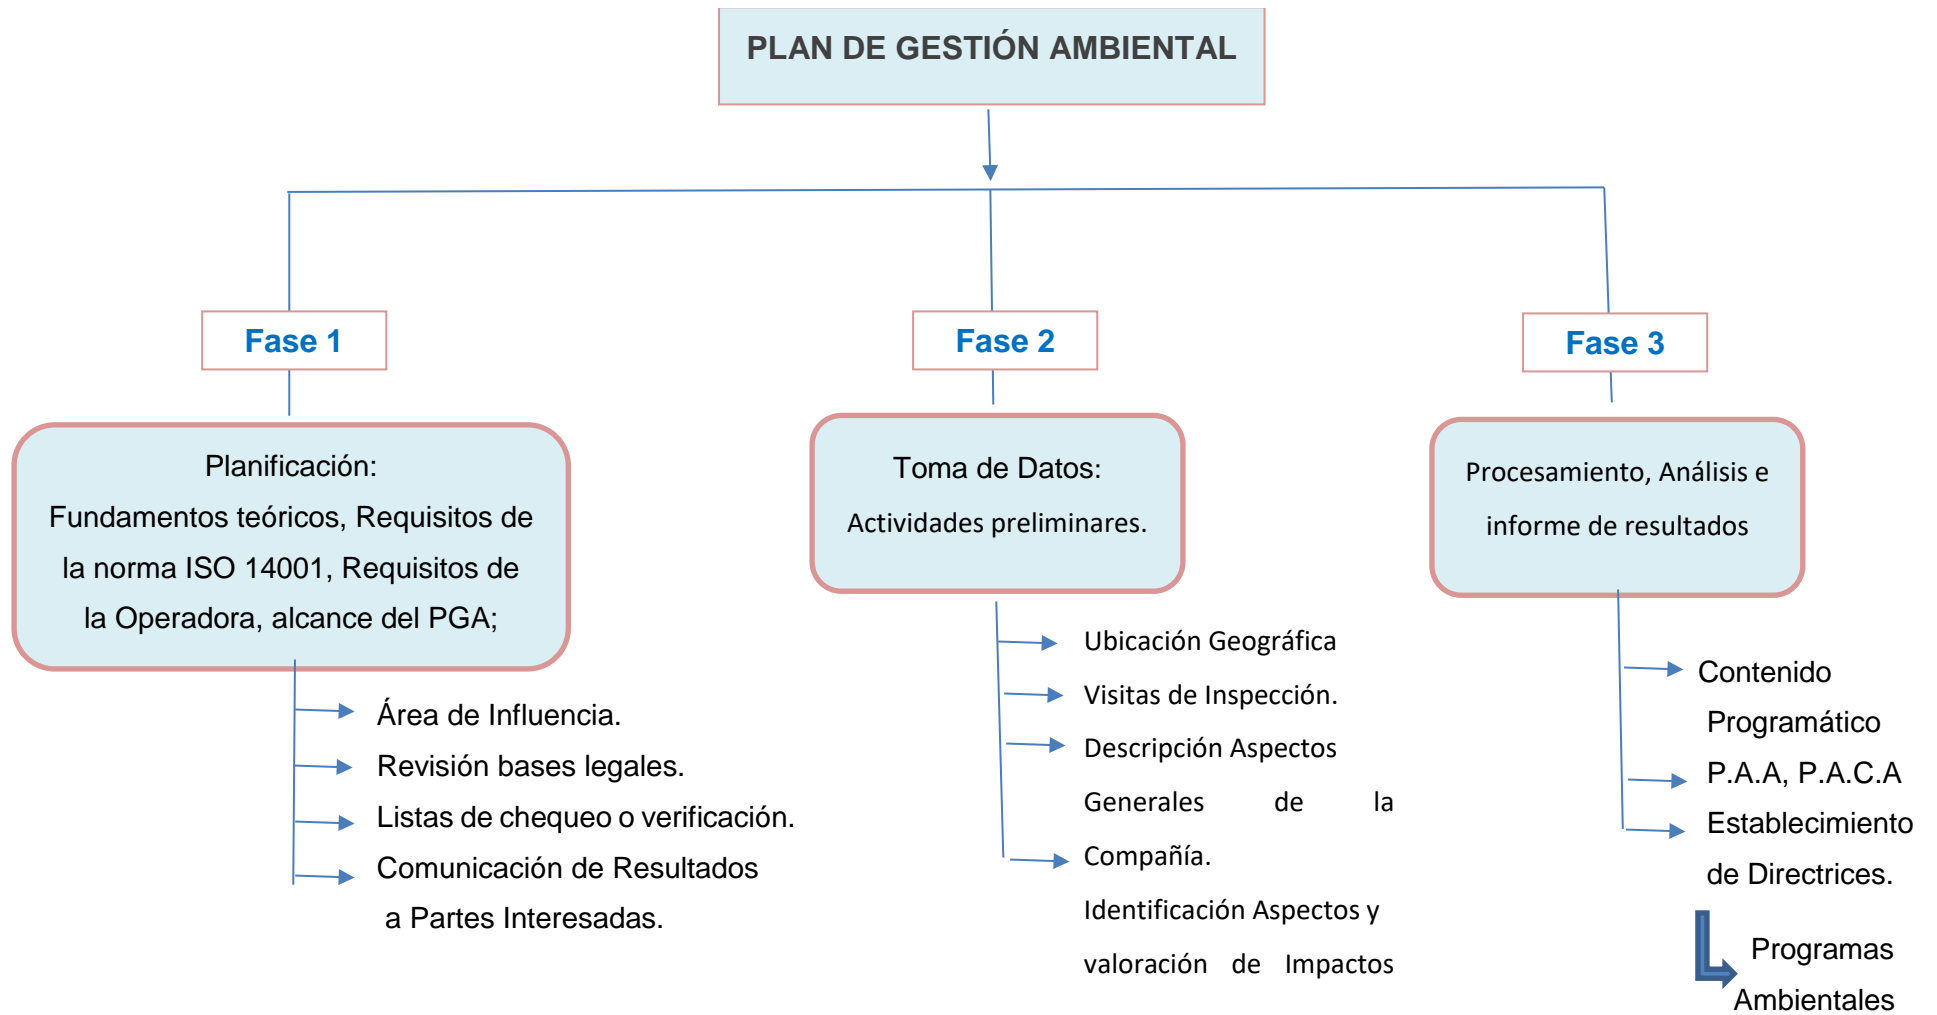 PLAN DE GESTIÓN AMBIENTAL
Fase 1
Planificación:
Fundamentos teóricos, Requisitos de
la norma ISO 14001, Requisitos de
la Operadora, alcance del PGA;
Área de Influencia.
Revisión bases legales.
Listas de chequeo o verificación.
Comunicación de Resultados
a Partes Interesadas.
Fase 2
Toma de Datos:
Actividades preliminares.
Ubicación Geográfica
Visitas de Inspección.
Descripción Aspectos
Generales de la
Compañía.
Identificación Aspectos y
valoración de Impactos
Fase 3
Procesamiento, Análisis e
informe de resultados
Contenido
Programático
P.A.A, P.A.C.A
Establecimiento
de Directrices.
Programas
Ambientales